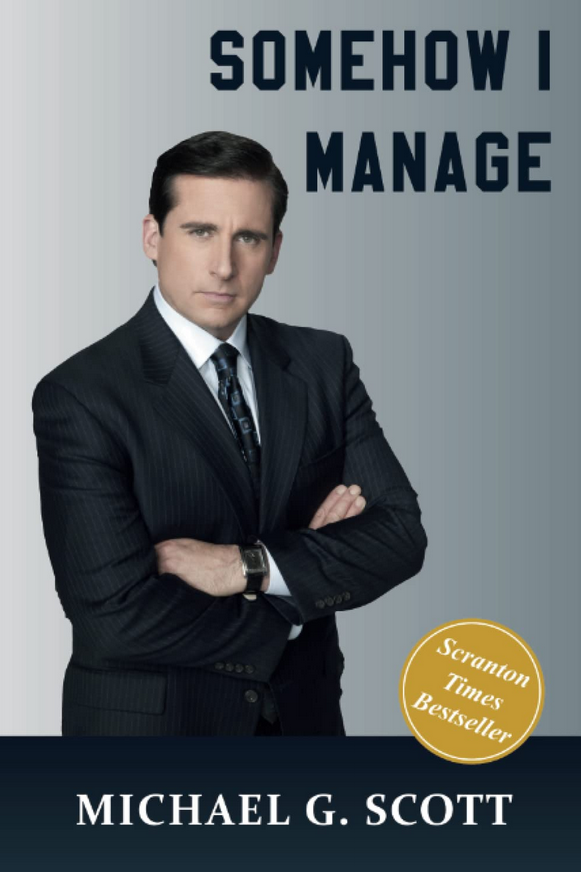 SOMEHOW I
MANAGE
Scranton
Times
Bestseller
MICHAEL G. SCOTT